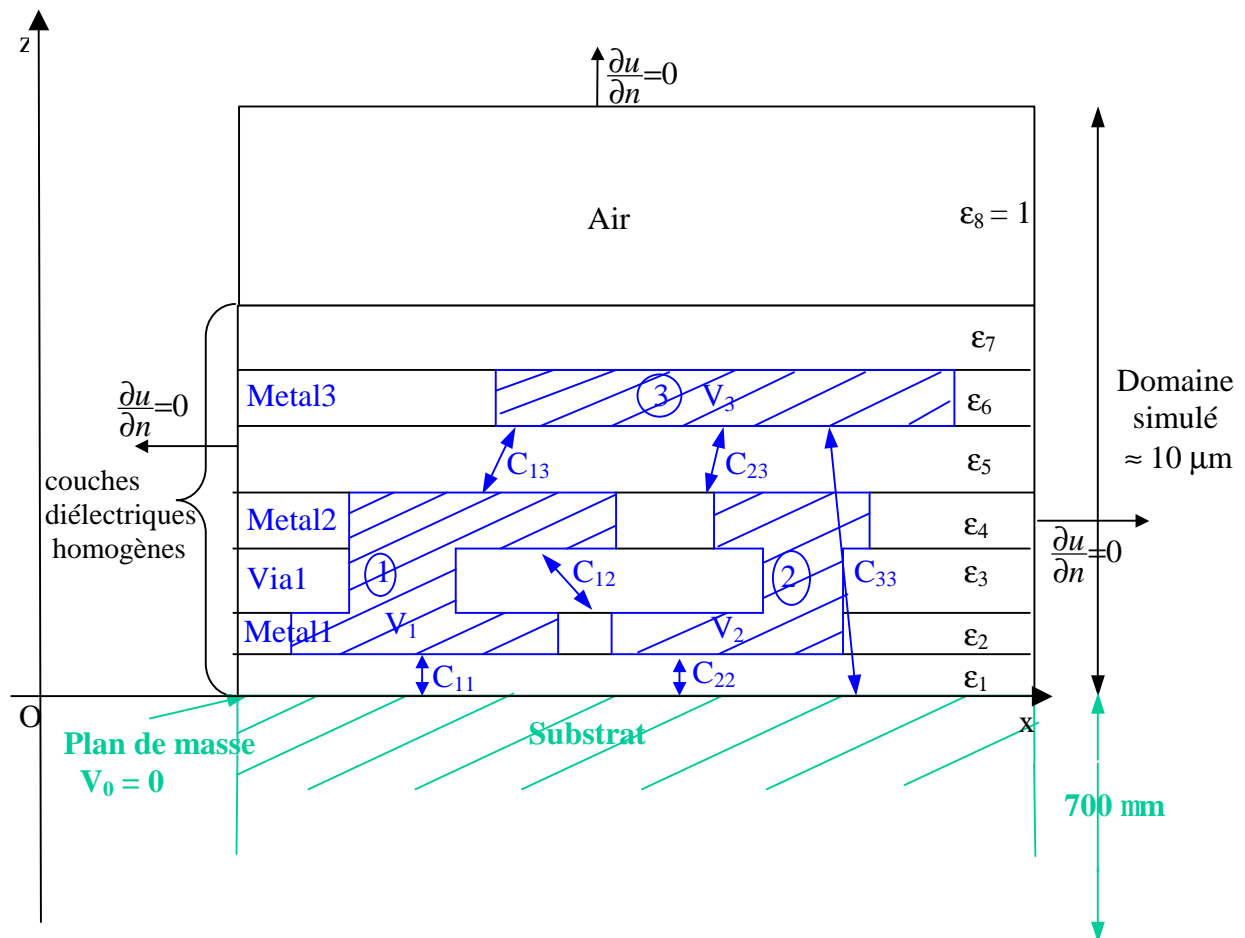 z
∂u/∂n=0
Air
ε8 = 1
ε7
Metal3
3
V3
ε6
∂u/∂n=0
Domaine
simulé
≈ 10 µm
C13
C23
ε5
couches
diélectriques
homogènes
Metal2
ε4
∂u/∂n=0
Via1
1
C12
2
C33
ε3
Metal1
V1
V2
ε2
C11
C22
ε1
O
x
Plan de masse
V0 = 0
Substrat
700 mm